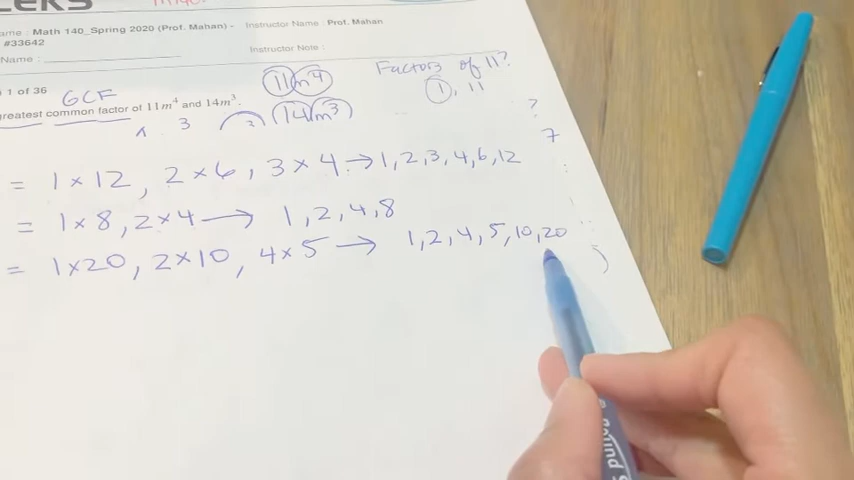 Math 140_Spring 2020 (Prof. Mahan) - Instructor Name : Prof. Mahan
#33642
Instructor Note :
Name :
1 of 36
GCF
greatest common factor of 11m⁴ and 14m³.
11m⁴
14m³
Factors of 11?
1, 11
?
7
3
= 1 × 12, 2 × 6, 3 × 4 → 1, 2, 3, 4, 6, 12
= 1 × 8, 2 × 4 → 1, 2, 4, 8
= 1 × 20, 2 × 10, 4 × 5 → 1, 2, 4, 5, 10, 20